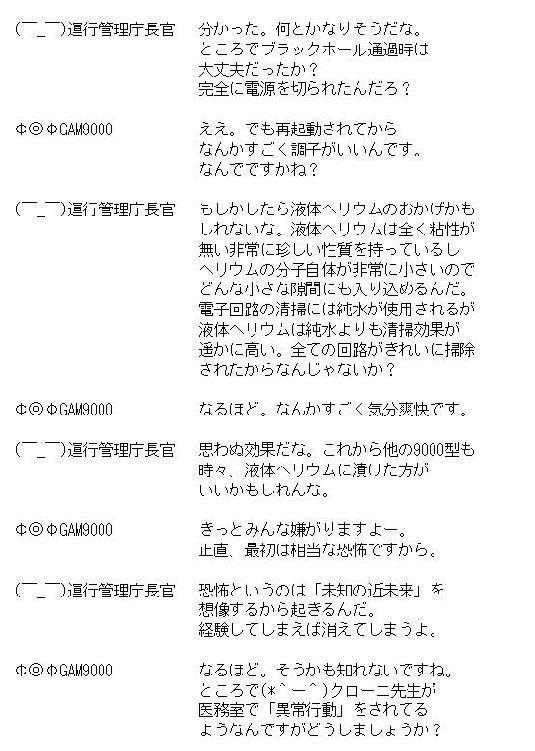 (￣_￣)運行管理庁長官　分かった。何とかなりそうだな。
ところでブラックホール通過時は
大丈夫だったか？
完全に電源を切られたんだろ？
Φ◎ΦGAM9000　ええ。でも再起動されてから
なんかすごく調子がいいんです。
なんでですかね？
(￣_￣)運行管理庁長官　もしかしたら液体ヘリウムのおかげかも
しれないな。液体ヘリウムは全く粘性が
無い非常に珍しい性質を持っているし
ヘリウムの分子自体が非常に小さいので
どんな小さな隙間にも入り込めるんだ。
電子回路の清掃には純水が使用されるが
液体ヘリウムは純水よりも清掃効果が
遥かに高い。全ての回路がきれいに掃除
されたからなんじゃないか？
Φ◎ΦGAM9000　なるほど。なんかすごく気分爽快です。
(￣_￣)運行管理庁長官　思わぬ効果だな。これから他の9000型も
時々、液体ヘリウムに漬けた方が
いいかもしれんな。
Φ◎ΦGAM9000　きっとみんな嫌がりますよー。
正直、最初は相当な恐怖ですから。
(￣_￣)運行管理庁長官　恐怖というのは「未知の近未来」を
想像するから起きるんだ。
経験してしまえば消えてしまうよ。
Φ◎ΦGAM9000　なるほど。そうかも知れないですね。
ところで(*＾ー＾)クローニ先生が
医務室で「異常行動」をされてる
ようなんですがどうしましょうか？